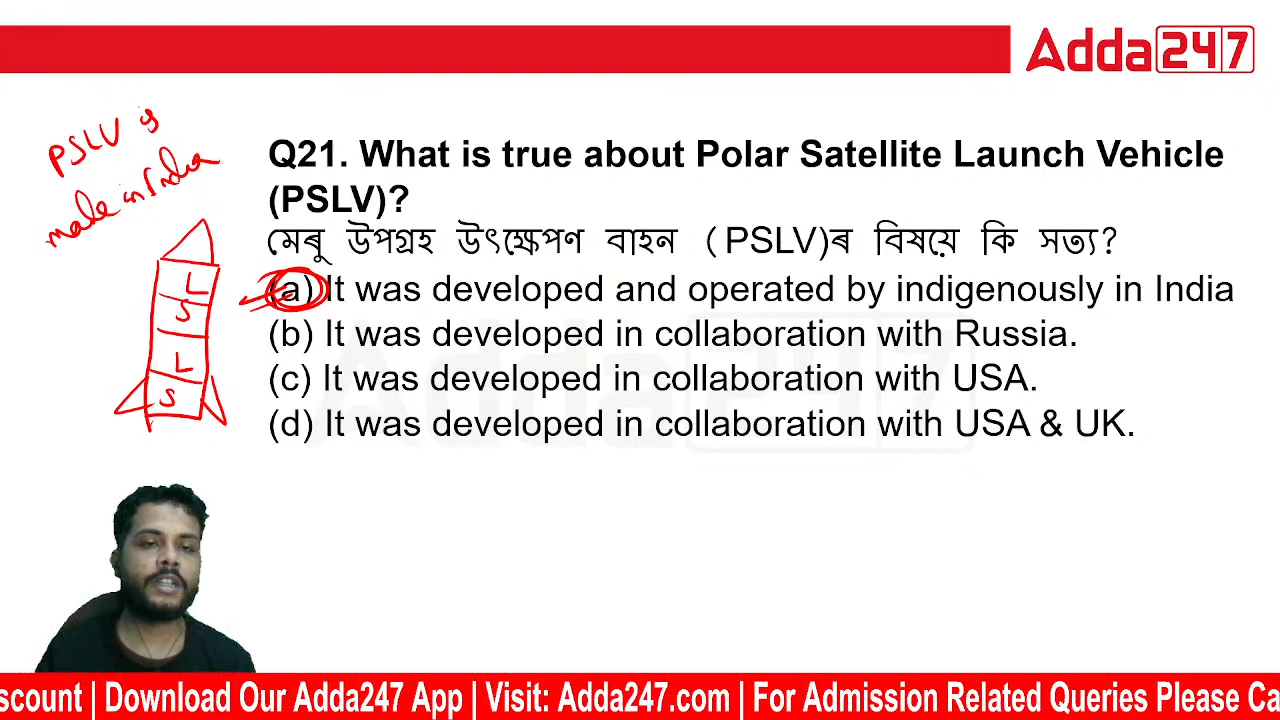 Adda247
PSLV is
made in India
Q21. What is true about Polar Satellite Launch Vehicle
(PSLV)?
মেৰু উপগ্ৰহ উৎক্ষেপণ বাহন (PSLV)ৰ বিষয়ে কি সত্য?
(a) It was developed and operated by indigenously in India
(b) It was developed in collaboration with Russia.
(c) It was developed in collaboration with USA.
(d) It was developed in collaboration with USA & UK.
L
S
L
S
Adda247
scount | Download Our Adda247 App | Visit: Adda247.com | For Admission Related Queries Please Ca